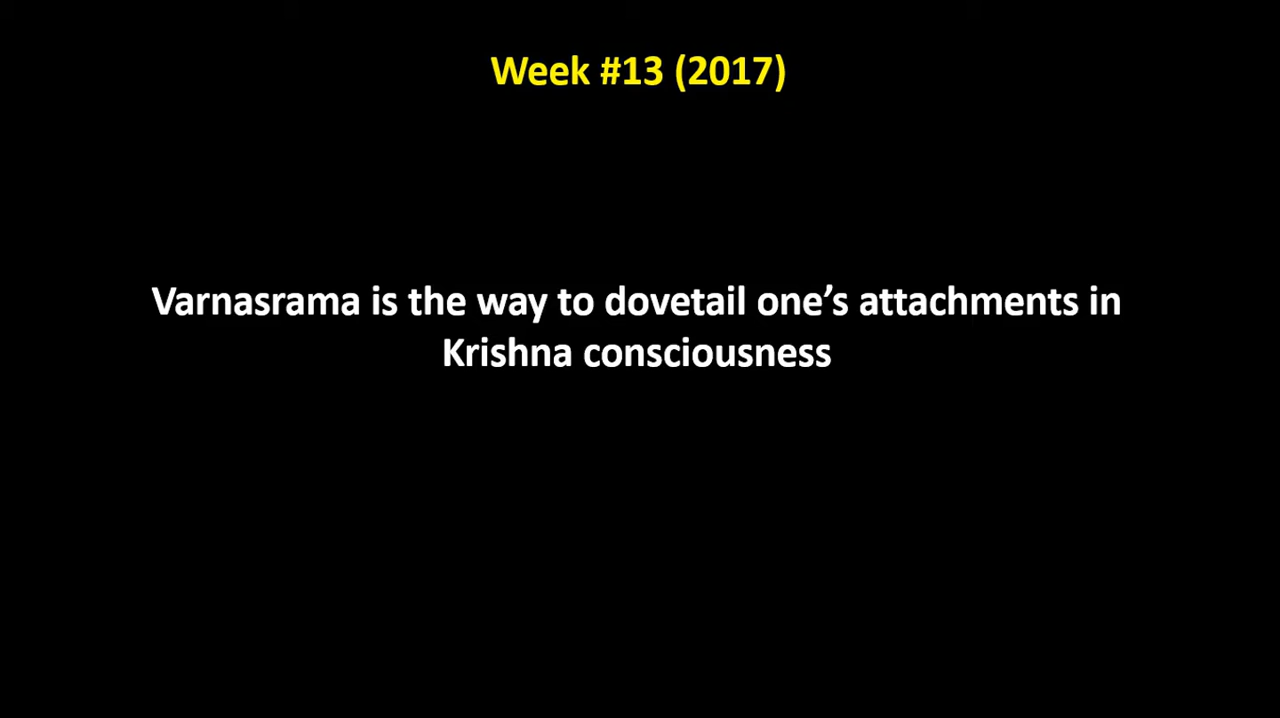 Week #13 (2017)
Varnasrama is the way to dovetail one’s attachments in
Krishna consciousness